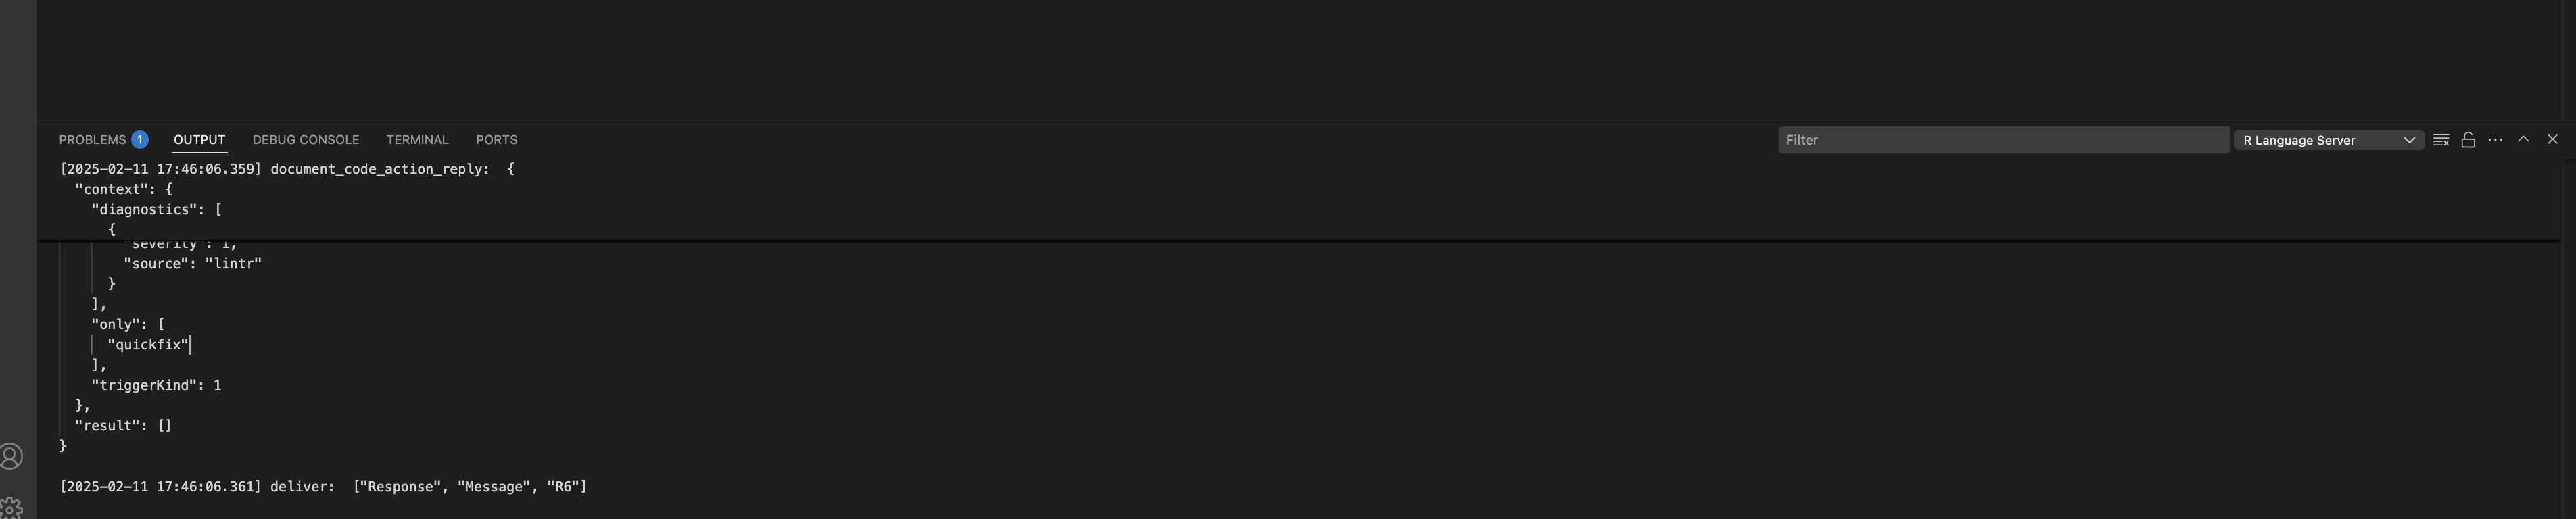 PROBLEMS 1 OUTPUT DEBUG CONSOLE TERMINAL PORTS Filter R Language Server
[2025-02-11 17:46:06.359] document_code_action_reply:  {
  "context": {
    "diagnostics": [
      {
        "severity": 1,
        "source": "lintr"
      }
    ],
    "only": [
      "quickfix"
    ],
    "triggerKind": 1
  },
  "result": []
}
[2025-02-11 17:46:06.361] deliver:  ["Response", "Message", "R6"]